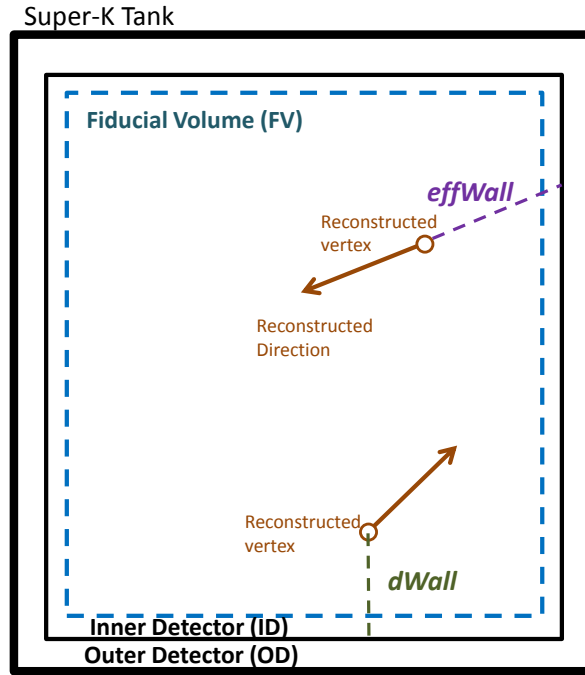 Super-K Tank
Fiducial Volume (FV)
effWall
Reconstructed
vertex
Reconstructed
Direction
Reconstructed
vertex
dWall
Inner Detector (ID)
Outer Detector (OD)